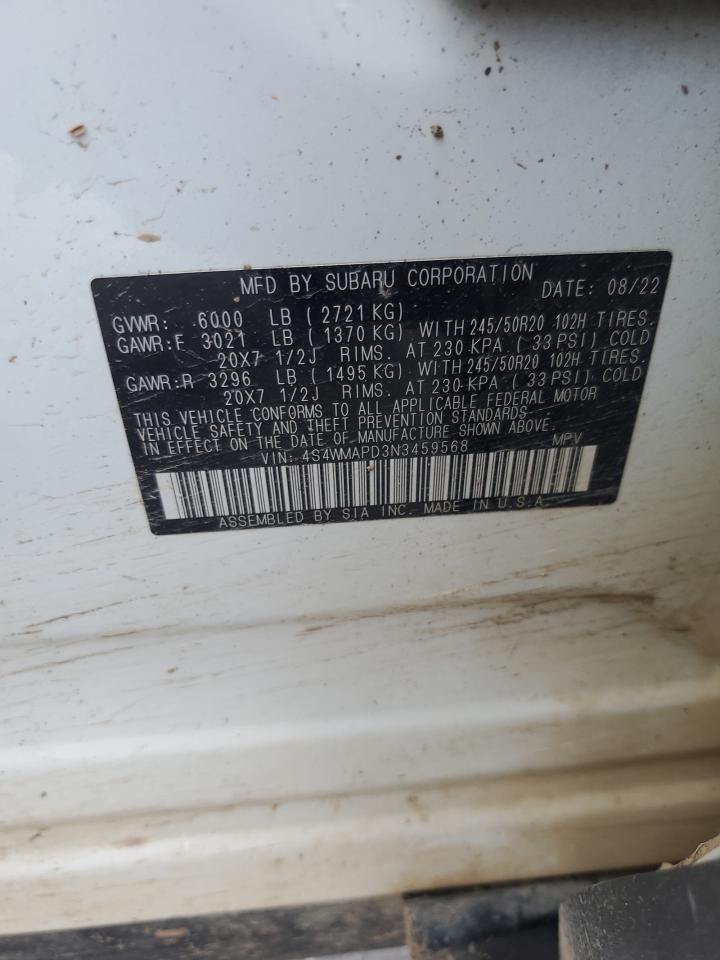 MFD BY SUBARU CORPORATION DATE: 08/22
GVWR: 6000 LB ( 2721 KG)
GAWR:F 3021 LB ( 1370 KG) WITH 245/50R20 102H TIRES.
20X7 1/2J RIMS. AT 230 KPA ( 33 PSI) COLD
GAWR:R 3296 LB ( 1495 KG) WITH 245/50R20 102H TIRES.
20X7 1/2J RIMS. AT 230 KPA ( 33 PSI) COLD
THIS VEHICLE CONFORMS TO ALL APPLICABLE FEDERAL MOTOR
VEHICLE SAFETY AND THEFT PREVENTION STANDARDS
IN EFFECT ON THE DATE OF MANUFACTURE SHOWN ABOVE.
VIN: 4S4WMAPD3N3459568 MPV
ASSEMBLED BY SIA INC. MADE IN U.S.A.